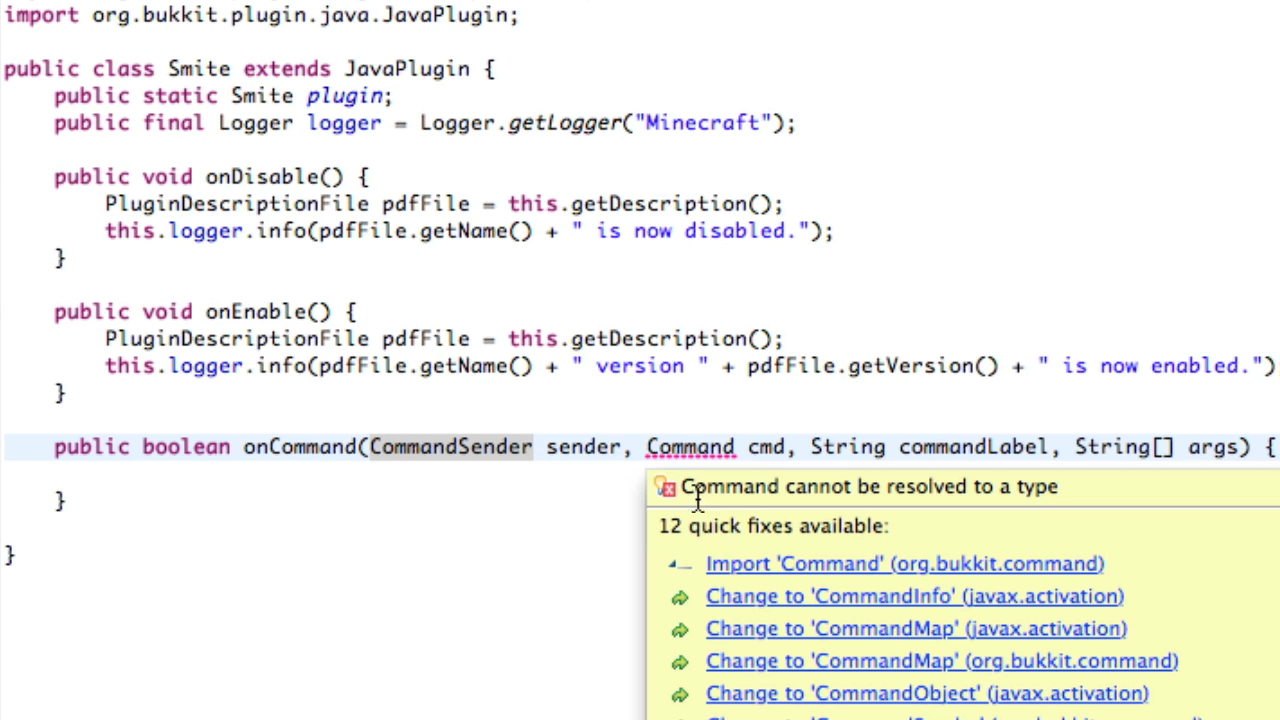 import org.bukkit.plugin.java.JavaPlugin;
public class Smite extends JavaPlugin {
public static Smite plugin;
public final Logger logger = Logger.getLogger("Minecraft");
public void onDisable() {
PluginDescriptionFile pdfFile = this.getDescription();
this.logger.info(pdfFile.getName() + " is now disabled.");
}
public void onEnable() {
PluginDescriptionFile pdfFile = this.getDescription();
this.logger.info(pdfFile.getName() + " version " + pdfFile.getVersion() + " is now enabled.")
}
public boolean onCommand(CommandSender sender, Command cmd, String commandLabel, String[] args) {
Command cannot be resolved to a type
}
12 quick fixes available:
}
Import 'Command' (org.bukkit.command)
Change to 'CommandInfo' (javax.activation)
Change to 'CommandMap' (javax.activation)
Change to 'CommandMap' (org.bukkit.command)
Change to 'CommandObject' (javax.activation)